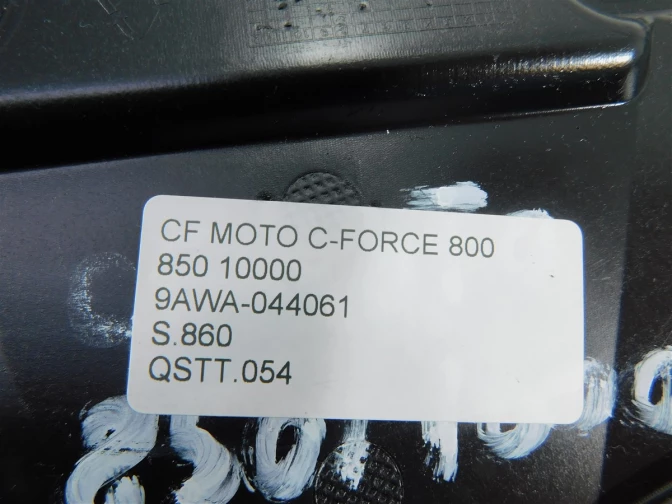 CF MOTO C-FORCE 800
850 10000
9AWA-044061
S.860
QSTT.054